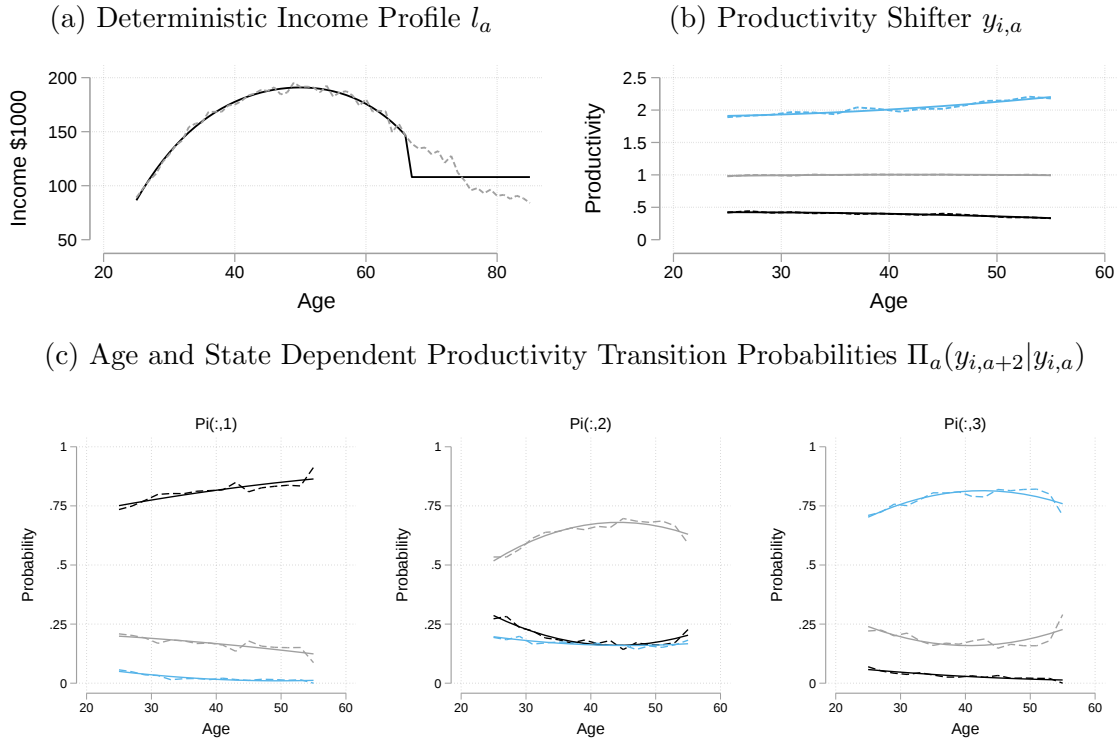 (a) Deterministic Income Profile lₐ
(b) Productivity Shifter y_{i,a}
Income $1000
200
150
100
50
20 40 60 80
Age
Productivity
2.5
2
1.5
1
.5
0
20 30 40 50 60
Age
(c) Age and State Dependent Productivity Transition Probabilities Π_a(y_{i,a+2}|y_{i,a})
Pi(:,1)
Probability
1
.75
.5
.25
0
20 30 40 50 60
Age
Pi(:,2)
Probability
1
.75
.5
.25
0
20 30 40 50 60
Age
Pi(:,3)
Probability
1
.75
.5
.25
0
20 30 40 50 60
Age